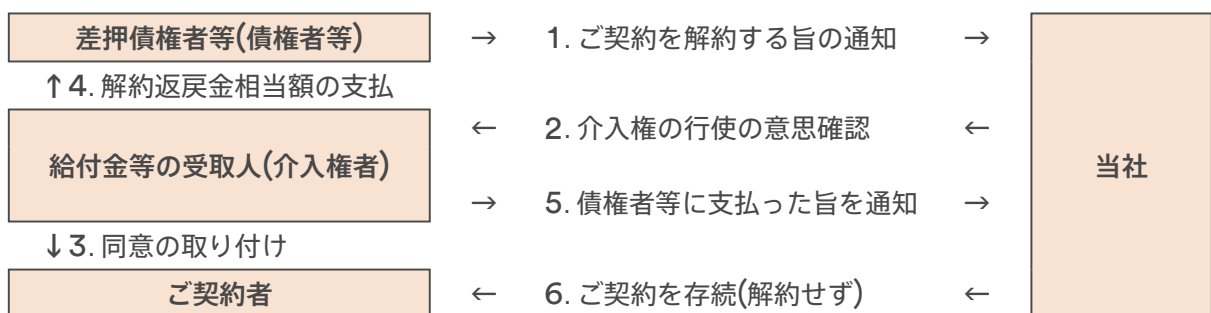 差押債権者等(債権者等) → 1. ご契約を解約する旨の通知 →
↑4. 解約返戻金相当額の支払
← 2. 介入権の行使の意思確認 ←
給付金等の受取人(介入権者) 当社
→ 5. 債権者等に支払った旨を通知 →
↓3. 同意の取り付け
ご契約者 ← 6. ご契約を存続(解約せず) ←